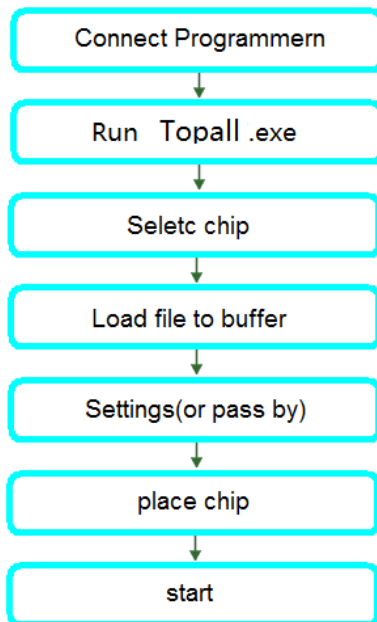 Connect Programmern
Run Topall .exe
Seletc chip
Load file to buffer
Settings(or pass by)
place chip
start